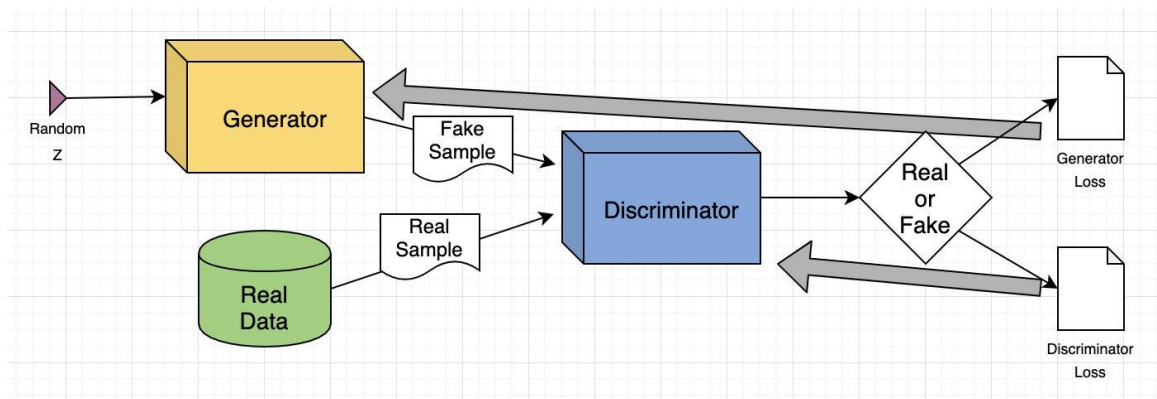 Random
Z
Generator
Fake
Sample
Real
Sample
Real
Data
Discriminator
Real
or
Fake
Generator
Loss
Discriminator
Loss